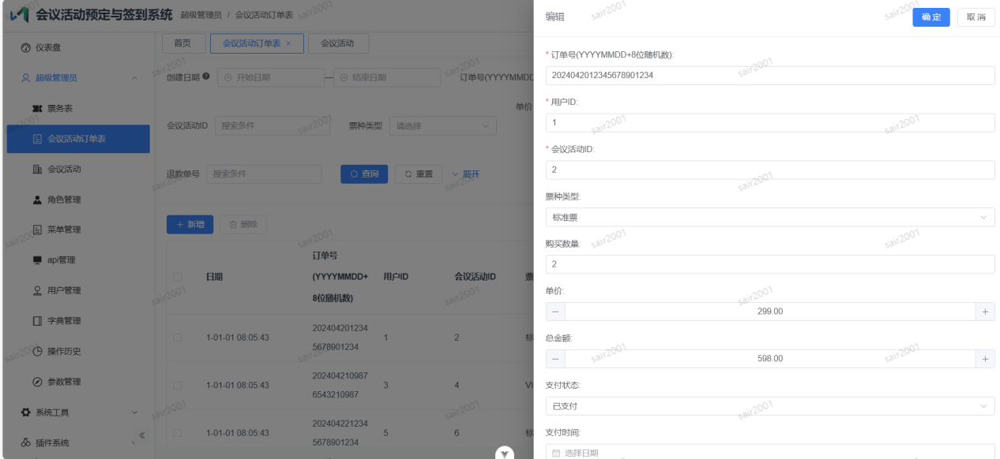 会议活动预定与签到系统
超级管理员 / 会议活动订单表
仪表盘
超级管理员
票务表
会议活动订单表
会议活动
角色管理
菜单管理
api管理
用户管理
字典管理
操作历史
参数管理
系统工具
插件系统
首页 会议活动订单表 × 会议活动
创建日期 开始日期 — 结束日期 订单号(YYYYMMDD
单价
会议活动ID 搜索条件 票种类型 请选择
退款单号 搜索条件 查询 重置 展开
+ 新增 删除
日期 订单号(YYYYMMDD+8位随机数) 用户ID 会议活动ID 票
1-01-01 08:05:43 2024042012345678901234 1 2 标
1-01-01 08:05:43 2024042109876543210987 3 4 VI
1-01-01 08:05:43 2024042212345678901234 5 6 标
编辑 确定 取消
* 订单号(YYYYMMDD+8位随机数):
2024042012345678901234
* 用户ID:
1
* 会议活动ID:
2
票种类型:
标准票
购买数量:
2
单价:
299.00
总金额:
598.00
支付状态:
已支付
支付时间:
选择日期
sair2001